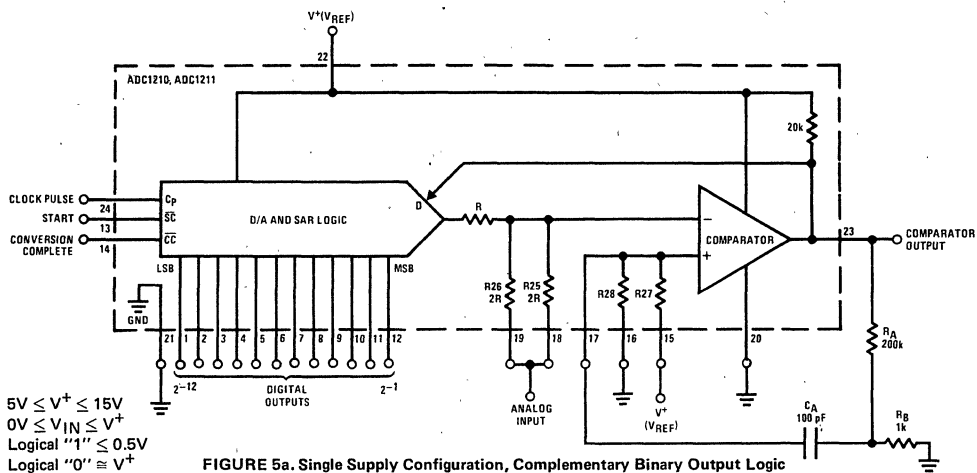 V+(VREF)
22
ADC1210, ADC1211
20k
CLOCK PULSE
24
CP
START
13
SC
CONVERSION COMPLETE
14
CC
D/A AND SAR LOGIC
D
R
LSB
MSB
R26
2R
R25
2R
R28
R27
−
+
COMPARATOR
23
COMPARATOR OUTPUT
GND
21
1
2
3
4
5
6
7
8
9
10
11
12
19
18
17
16
15
20
RA
200k
2-12
DIGITAL OUTPUTS
2-1
ANALOG INPUT
V+
(VREF)
CA
100 pF
RB
1k
5V ≤ V+ ≤ 15V
0V ≤ VIN ≤ V+
Logical "1" ≤ 0.5V
Logical "0" ≅ V+
FIGURE 5a. Single Supply Configuration, Complementary Binary Output Logic